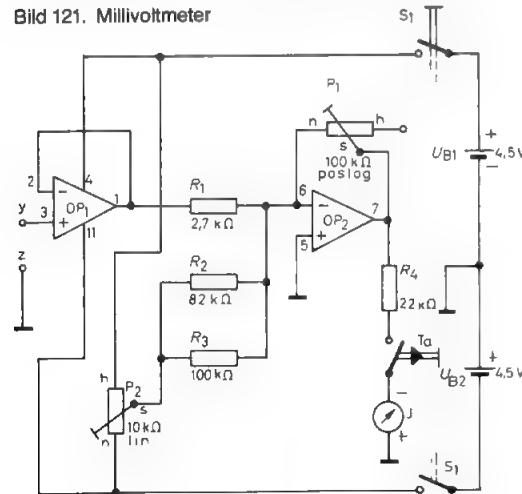 Bild 121. Millivoltmeter
S1
P1
n h
s
100 kΩ
poslog
UB1
+
4,5V
−
2
−
4
y
3
+
OP1
1
11
z
R1
2,7 kΩ
6
−
OP2
7
5
+
R2
82 kΩ
R4
22 kΩ
R3
100 kΩ
Ta
UB2
+
4,5V
h
P2
s
n
10 kΩ
lin
−
J
+
S1